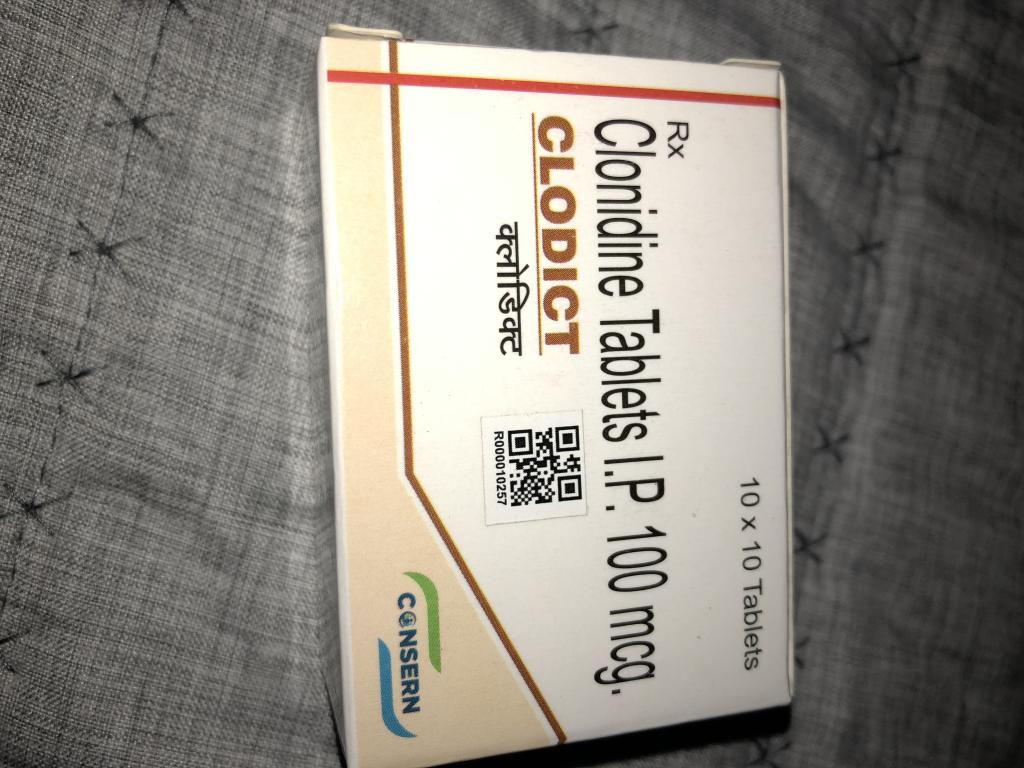 10 x 10 Tablets
Rx
Clonidine Tablets I.P. 100 mcg.
CLODICT
क्लोडिक्ट
R000010257
CONSERN